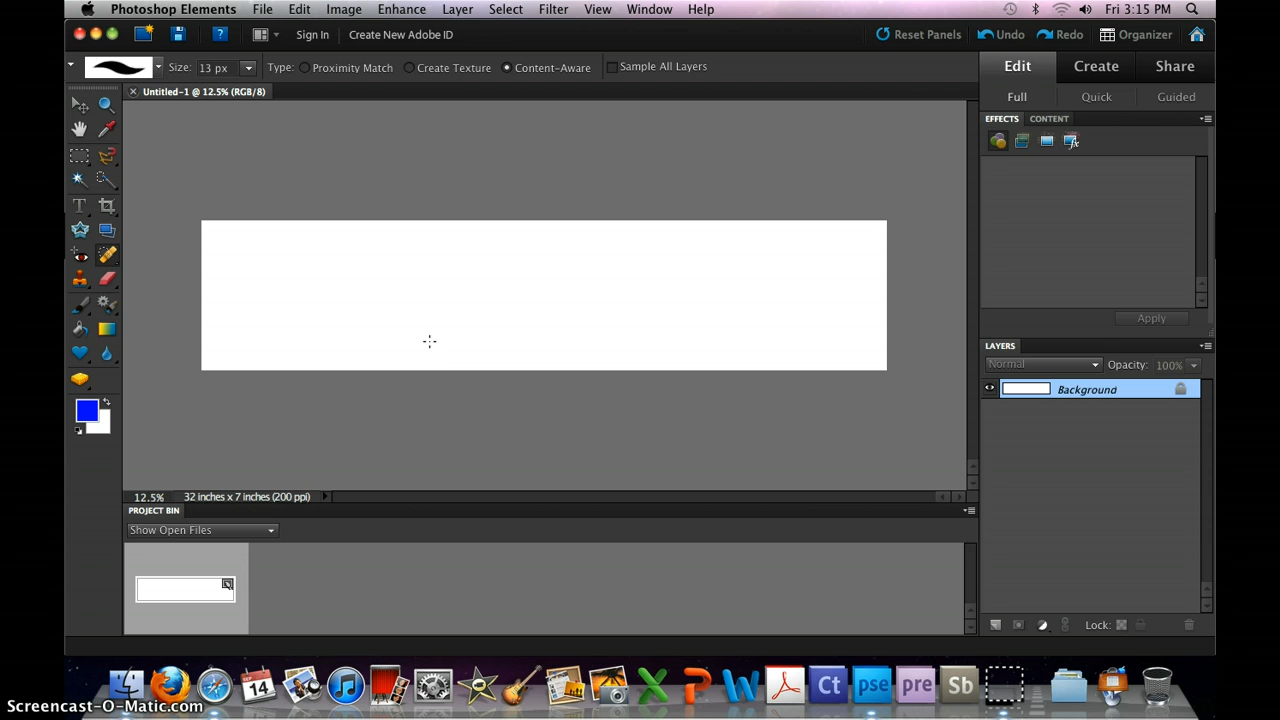 Photoshop Elements File Edit Image Enhance Layer Select Filter View Window Help Fri 3:15 PM
Sign In Create New Adobe ID Reset Panels Undo Redo Organizer
Size: 13 px Type: Proximity Match Create Texture Content-Aware Sample All Layers
Edit Create Share
Untitled-1 @ 12.5% (RGB/8)
Full Quick Guided
EFFECTS CONTENT
Apply
LAYERS
Normal Opacity: 100%
Background
12.5% 32 inches x 7 inches (200 ppi)
PROJECT BIN
Show Open Files
Lock:
SEP 14 Ct pse pre Sb
Screencast-O-Matic.com